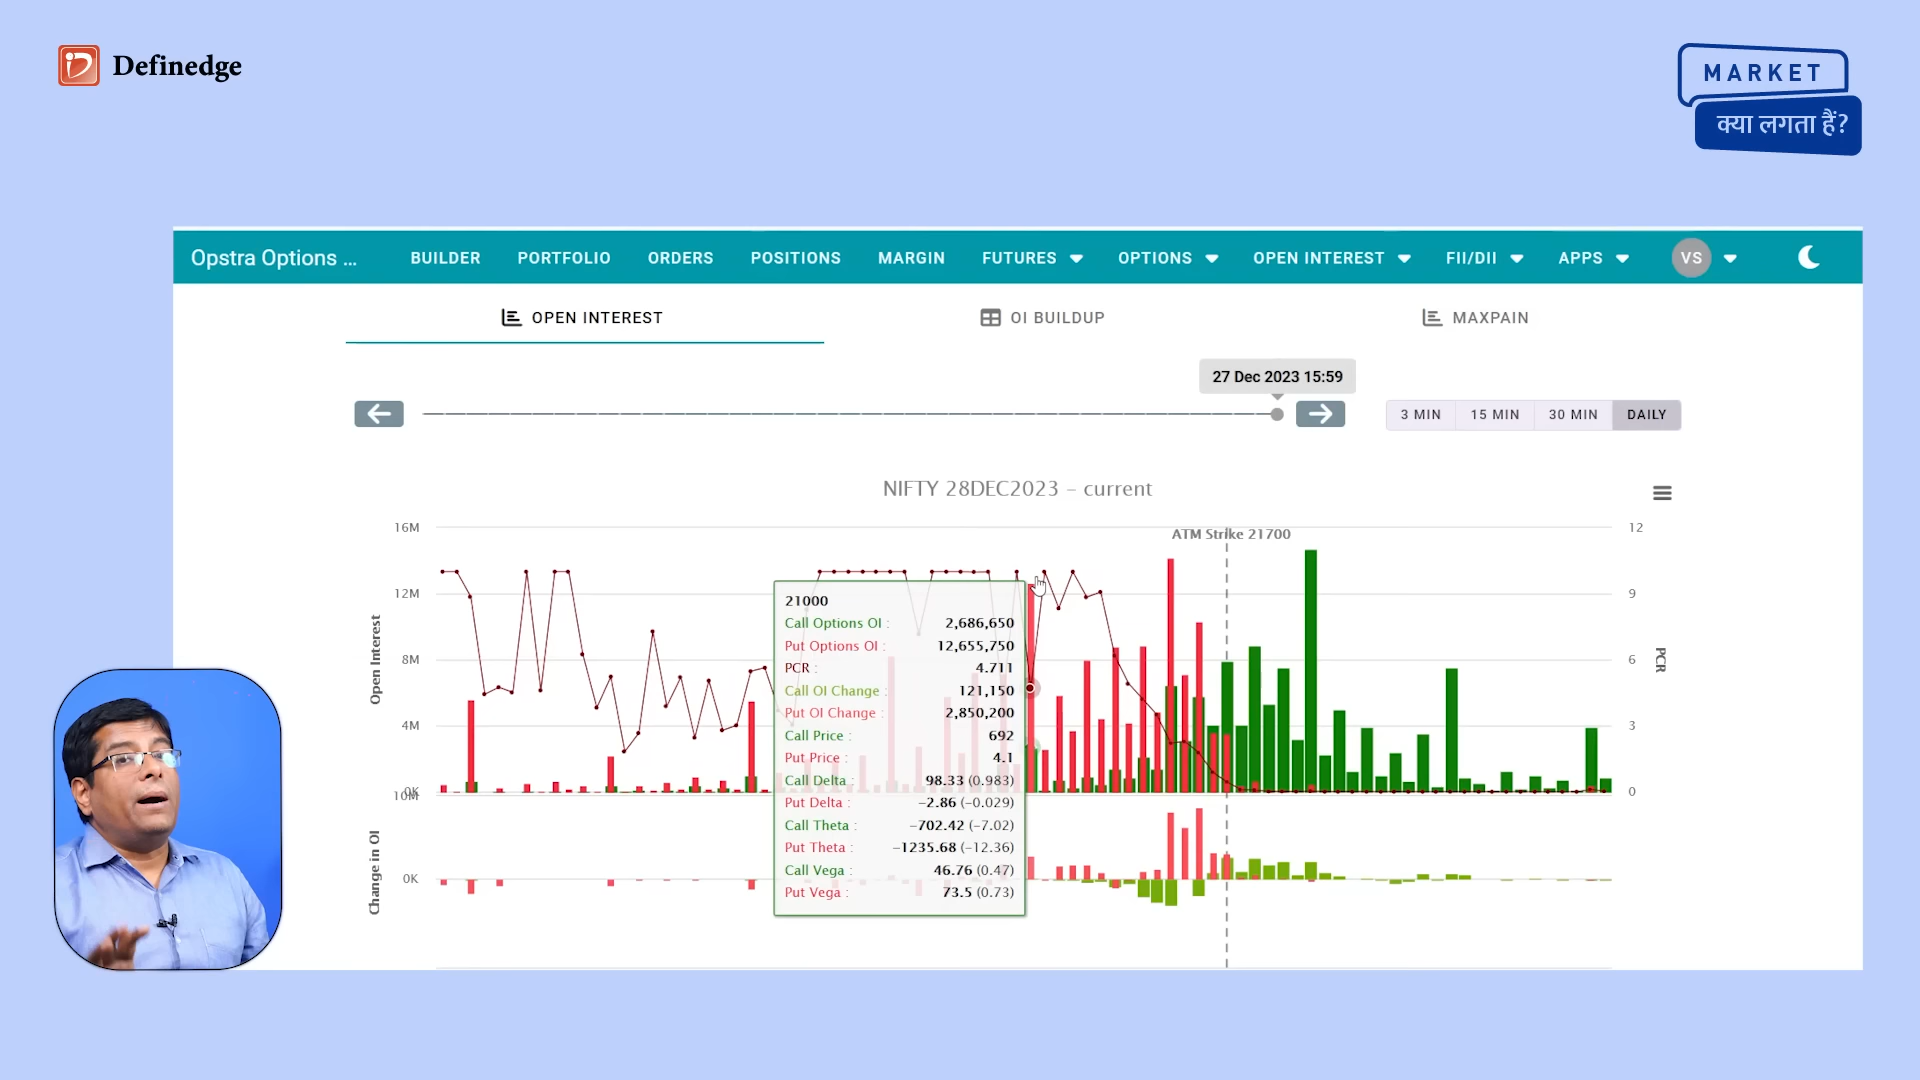 Definedge
MARKET
क्या लगता हैं?
Opstra Options ...
BUILDER
PORTFOLIO
ORDERS
POSITIONS
MARGIN
FUTURES
OPTIONS
OPEN INTEREST
FII/DII
APPS
VS
OPEN INTEREST
OI BUILDUP
MAXPAIN
27 Dec 2023 15:59
3 MIN
15 MIN
30 MIN
DAILY
NIFTY 28DEC2023 – current
ATM Strike 21700
16M
12M
8M
4M
0K
Open Interest
12
9
6
3
0
PCR
21000
Call Options OI : 2,686,650
Put Options OI : 12,655,750
PCR : 4.711
Call OI Change : 121,150
Put OI Change : 2,850,200
Call Price : 692
Put Price : 4.1
Call Delta : 98.33 (0.983)
Put Delta : −2.86 (−0.029)
Call Theta : −702.42 (−7.02)
Put Theta : −1235.68 (−12.36)
Call Vega : 46.76 (0.47)
Put Vega : 73.5 (0.73)
10M
0K
Change in OI